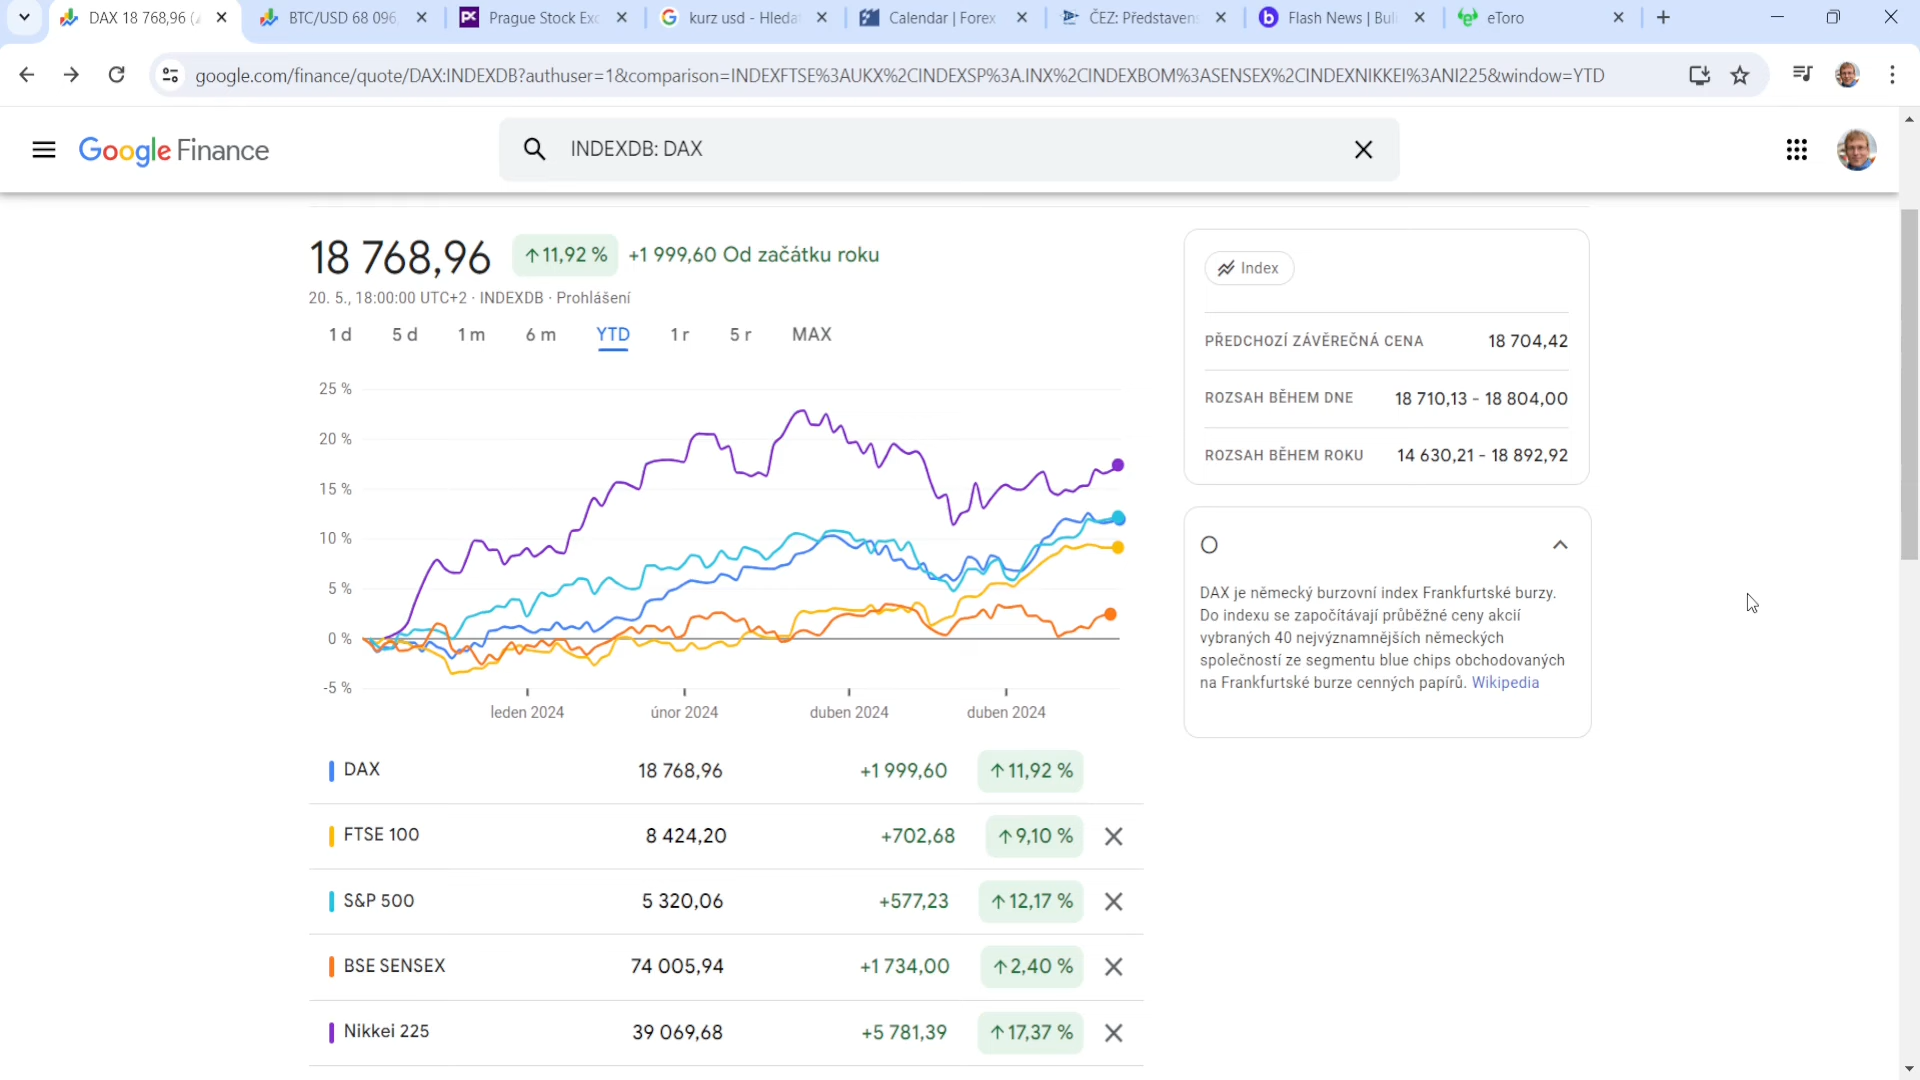 DAX 18 768,96 (
BTC/USD 68 096,
Prague Stock Exc
kurz usd - Hleda
Calendar | Forex
ČEZ: Představen
Flash News | Bul
eToro
google.com/finance/quote/DAX:INDEXDB?authuser=1&comparison=INDEXFTSE%3AUKX%2CINDEXSP%3A.INX%2CINDEXBOM%3ASENSEX%2CINDEXNIKKEI%3ANI225&window=YTD
Google Finance
INDEXDB: DAX
18 768,96
↑11,92 %
+1 999,60 Od začátku roku
20. 5., 18:00:00 UTC+2 · INDEXDB · Prohlášení
1 d 5 d 1 m 6 m YTD 1 r 5 r MAX
25 %
20 %
15 %
10 %
5 %
0 %
-5 %
leden 2024 únor 2024 duben 2024 duben 2024
DAX 18 768,96 +1 999,60 ↑11,92 %
FTSE 100 8 424,20 +702,68 ↑9,10 %
S&P 500 5 320,06 +577,23 ↑12,17 %
BSE SENSEX 74 005,94 +1 734,00 ↑2,40 %
Nikkei 225 39 069,68 +5 781,39 ↑17,37 %
Index
PŘEDCHOZÍ ZÁVĚREČNÁ CENA 18 704,42
ROZSAH BĚHEM DNE 18 710,13 - 18 804,00
ROZSAH BĚHEM ROKU 14 630,21 - 18 892,92
O
DAX je německý burzovní index Frankfurtské burzy.
Do indexu se započítávají průběžné ceny akcií
vybraných 40 nejvýznamnějších německých
společností ze segmentu blue chips obchodovaných
na Frankfurtské burze cenných papírů. Wikipedia